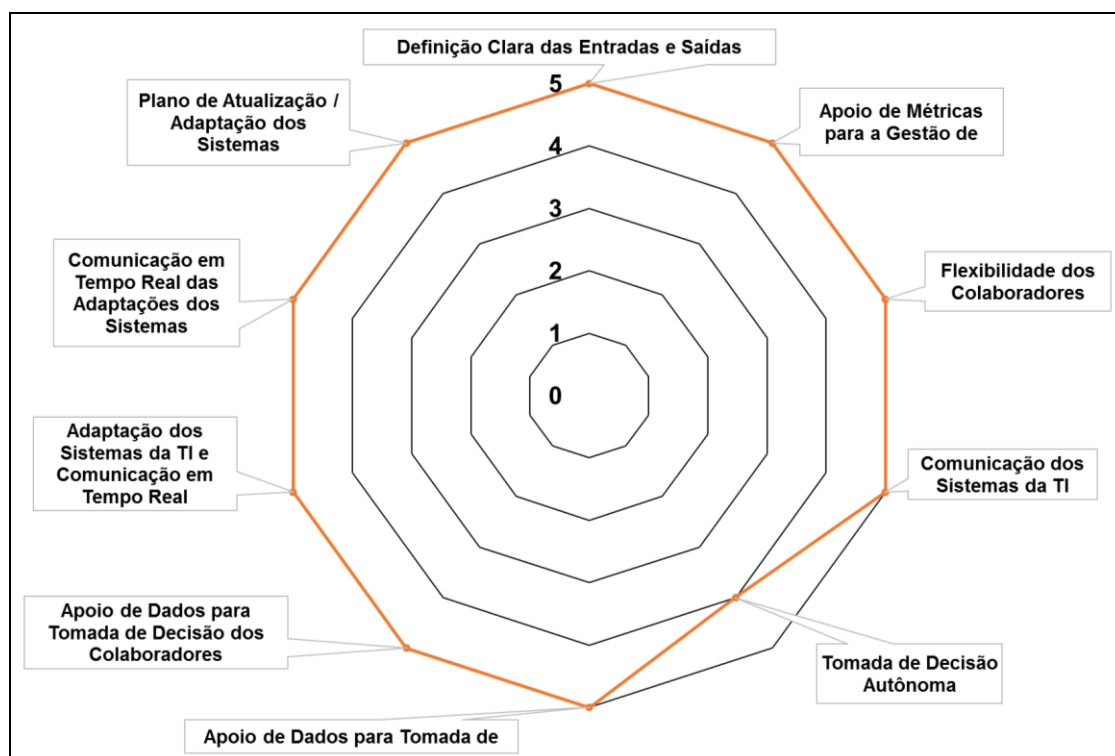 Definição Clara das Entradas e Saídas
Plano de Atualização /
Adaptação dos
Sistemas
Apoio de Métricas
para a Gestão de
5
4
3
2
1
0
Comunicação em
Tempo Real das
Adaptações dos
Sistemas
Flexibilidade dos
Colaboradores
Adaptação dos
Sistemas da TI e
Comunicação em
Tempo Real
Comunicação dos
Sistemas da TI
Apoio de Dados para
Tomada de Decisão dos
Colaboradores
Tomada de Decisão
Autônoma
Apoio de Dados para Tomada de